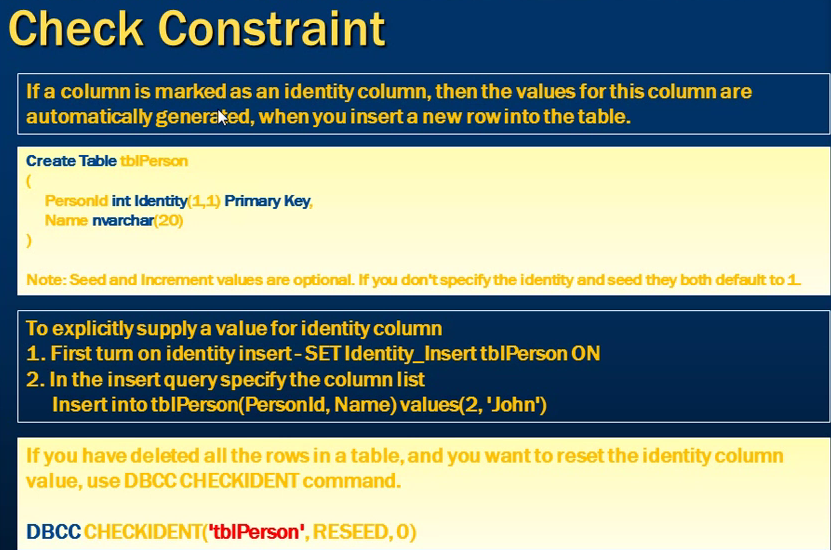 Check Constraint
If a column is marked as an identity column, then the values for this column are
automatically generated, when you insert a new row into the table.
Create Table tblPerson
(
PersonId int Identity(1,1) Primary Key,
Name nvarchar(20)
)
Note: Seed and Increment values are optional. If you don't specify the identity and seed they both default to 1.
To explicitly supply a value for identity column
1. First turn on identity insert - SET Identity_Insert tblPerson ON
2. In the insert query specify the column list
Insert into tblPerson(PersonId, Name) values(2, 'John')
If you have deleted all the rows in a table, and you want to reset the identity column
value, use DBCC CHECKIDENT command.
DBCC CHECKIDENT('tblPerson', RESEED, 0)